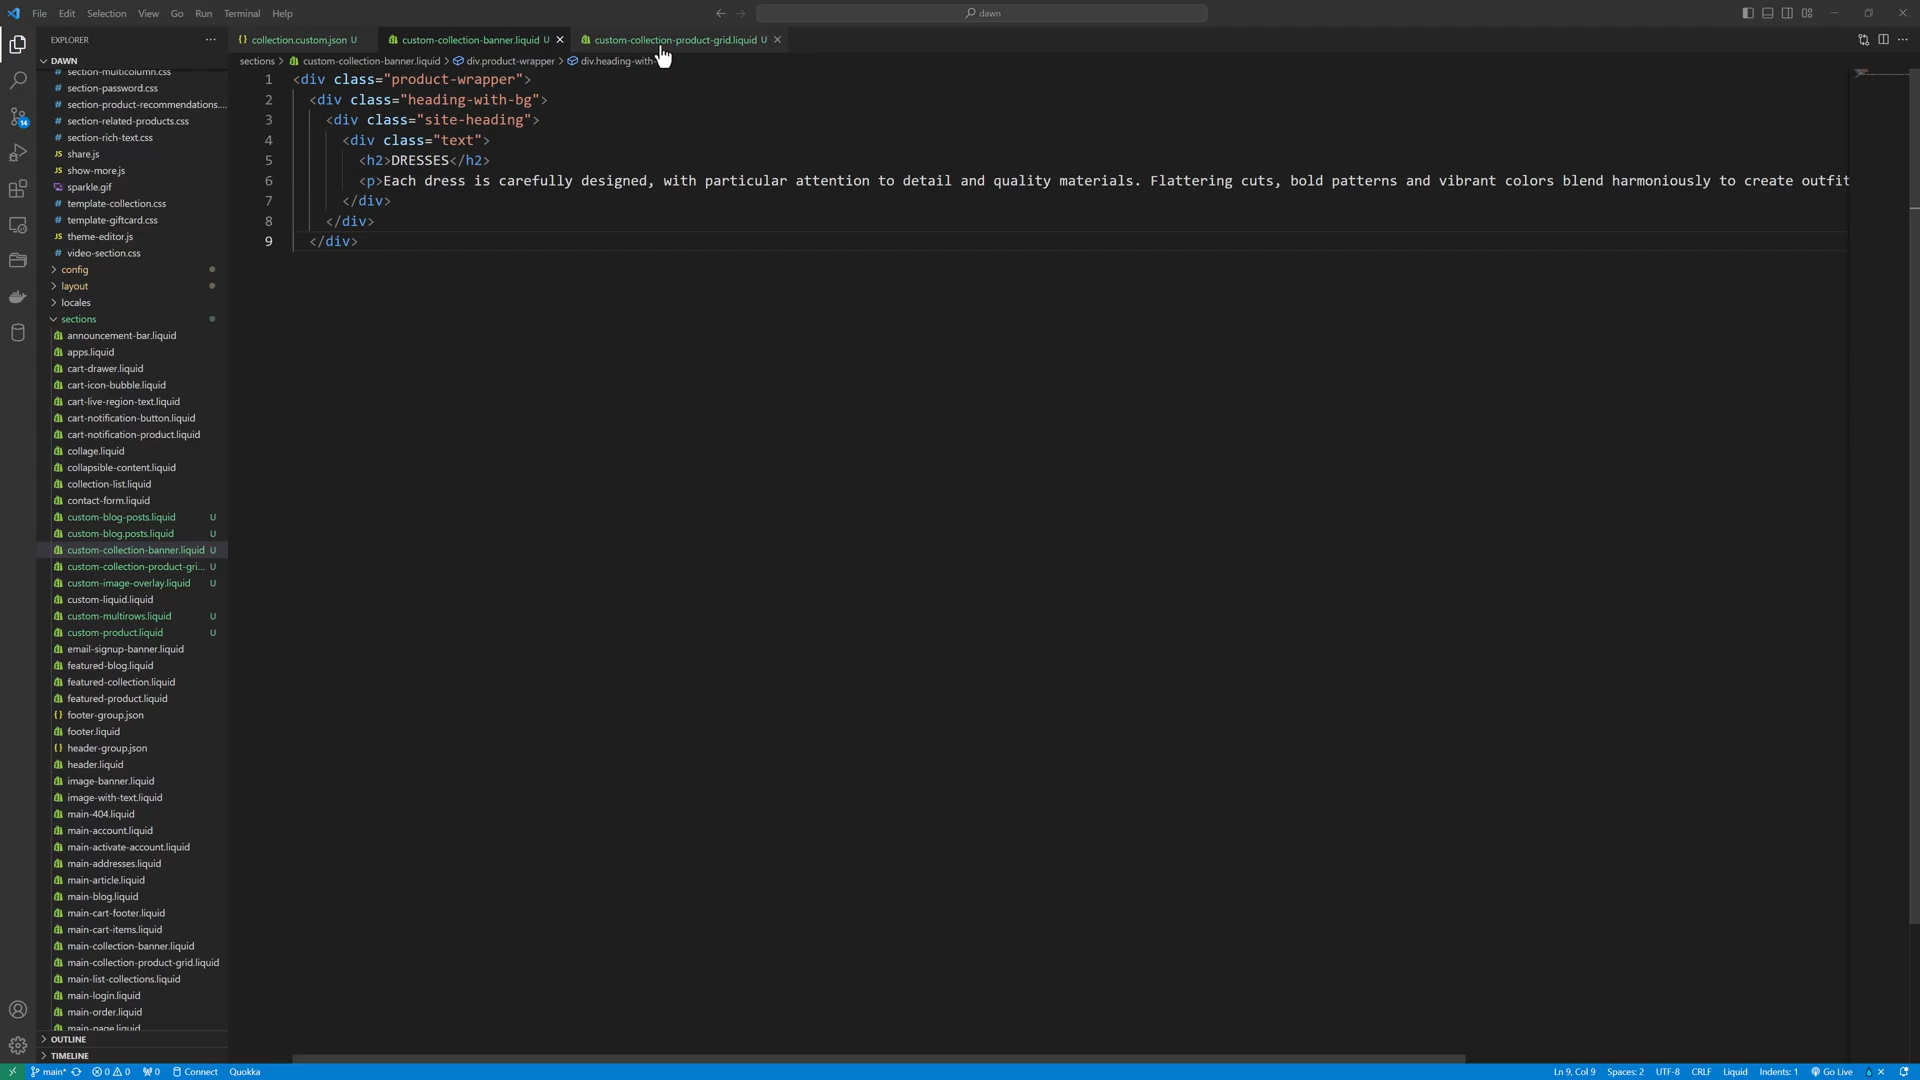 File Edit Selection View Go Run Terminal Help
dawn
EXPLORER
collection.custom.json U
custom-collection-banner.liquid U
custom-collection-product-grid.liquid U
DAWN
sections > custom-collection-banner.liquid > div.product-wrapper > div.heading-with-
section-multicolumn.css
section-password.css
section-product-recommendations....
section-related-products.css
section-rich-text.css
share.js
show-more.js
sparkle.gif
template-collection.css
template-giftcard.css
theme-editor.js
video-section.css
config
layout
locales
sections
announcement-bar.liquid
apps.liquid
cart-drawer.liquid
cart-icon-bubble.liquid
cart-live-region-text.liquid
cart-notification-button.liquid
cart-notification-product.liquid
collage.liquid
collapsible-content.liquid
collection-list.liquid
contact-form.liquid
custom-blog-posts.liquid U
custom-blog.posts.liquid U
custom-collection-banner.liquid U
custom-collection-product-gri... U
custom-image-overlay.liquid U
custom-liquid.liquid
custom-multirows.liquid U
custom-product.liquid U
email-signup-banner.liquid
featured-blog.liquid
featured-collection.liquid
featured-product.liquid
footer-group.json
footer.liquid
header-group.json
header.liquid
image-banner.liquid
image-with-text.liquid
main-404.liquid
main-account.liquid
main-activate-account.liquid
main-addresses.liquid
main-article.liquid
main-blog.liquid
main-cart-footer.liquid
main-cart-items.liquid
main-collection-banner.liquid
main-collection-product-grid.liquid
main-list-collections.liquid
main-login.liquid
main-order.liquid
main-page.liquid
OUTLINE
TIMELINE
14
1 <div class="product-wrapper">
2 <div class="heading-with-bg">
3 <div class="site-heading">
4 <div class="text">
5 <h2>DRESSES</h2>
6 <p>Each dress is carefully designed, with particular attention to detail and quality materials. Flattering cuts, bold patterns and vibrant colors blend harmoniously to create outfit
7 </div>
8 </div>
9 </div>
main* 0 0 0 Connect Quokka
Ln 9, Col 9 Spaces: 2 UTF-8 CRLF Liquid Indents: 1 Go Live